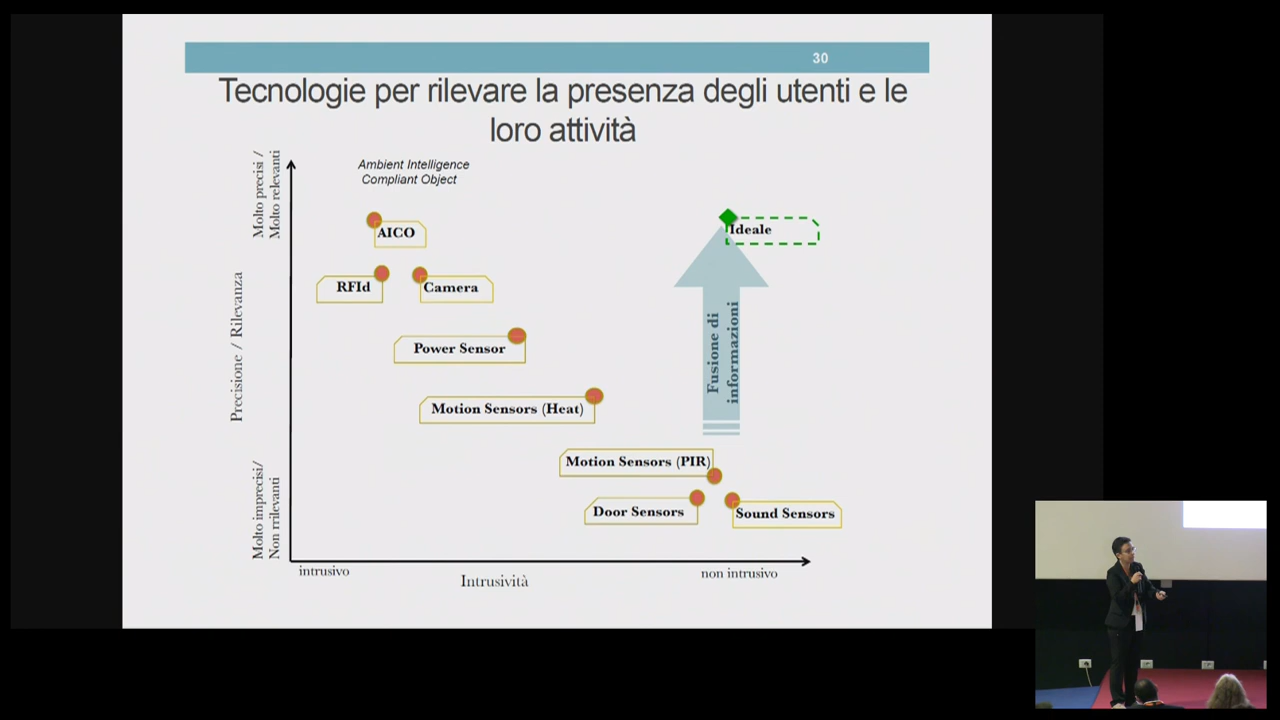 30
Tecnologie per rilevare la presenza degli utenti e le
loro attività
Molto precisi /
Molto relevanti
Ambient Intelligence
Compliant Object
AICO
Ideale
RFId
Camera
Precisione / Rilevanza
Power Sensor
Fusione di
informazioni
Motion Sensors (Heat)
Motion Sensors (PIR)
Molto imprecisi/
Non rrilevanti
Door Sensors
Sound Sensors
intrusivo
Intrusività
non intrusivo